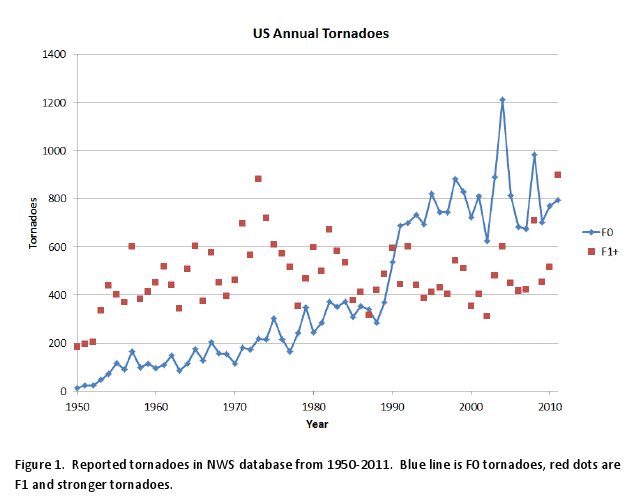 US Annual Tornadoes
1400
1200
1000
800
600
400
200
0
Tornadoes
1950
1960
1970
1980
1990
2000
2010
Year
F0
F1+
Figure 1. Reported tornadoes in NWS database from 1950-2011. Blue line is F0 tornadoes, red dots are
F1 and stronger tornadoes.